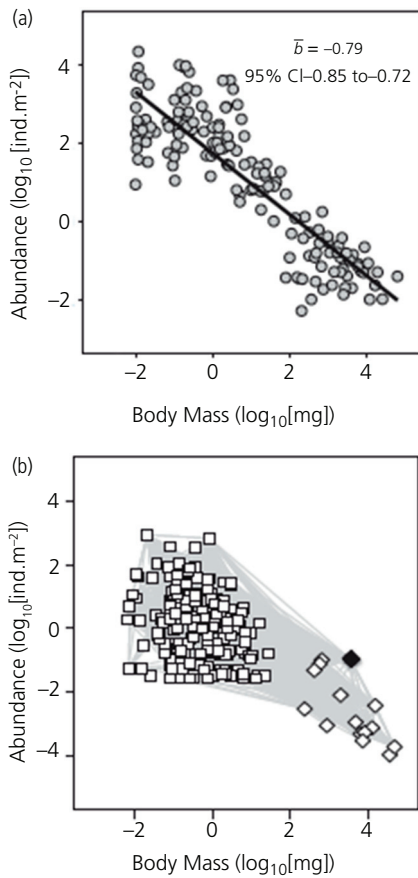 (a)
b̅ = –0.79
95% Cl–0.85 to–0.72
4
2
0
−2
Abundance (log10 [ind.m-2])
−2 0 2 4
Body Mass (log10[mg])
(b)
4
2
0
−2
−4
Abundance (log10[ind.m−2])
−2 0 2 4
Body Mass (log10[mg])